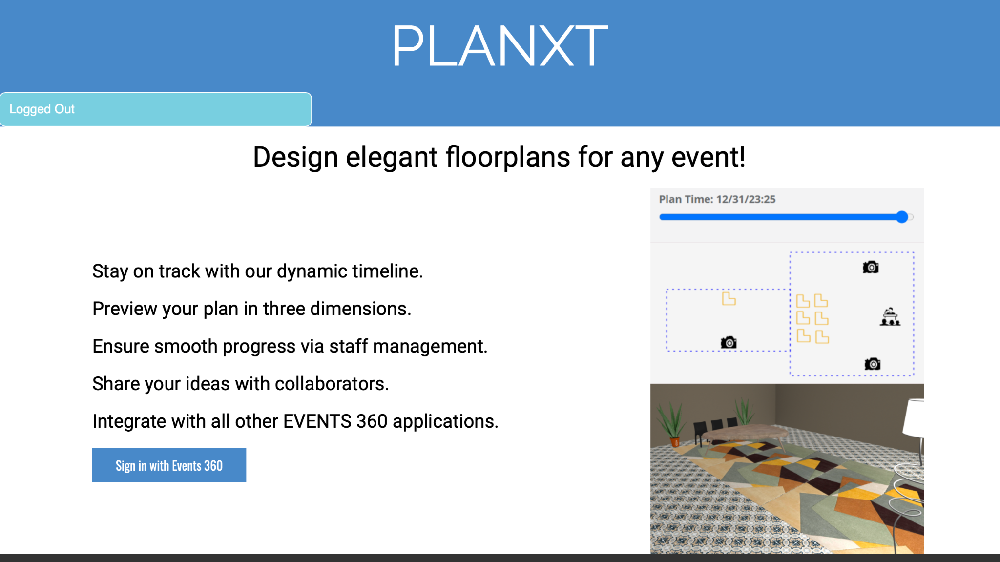 PLANXT
Logged Out
Design elegant floorplans for any event!
Stay on track with our dynamic timeline.
Preview your plan in three dimensions.
Ensure smooth progress via staff management.
Share your ideas with collaborators.
Integrate with all other EVENTS 360 applications.
Sign in with Events 360
Plan Time: 12/31/23:25